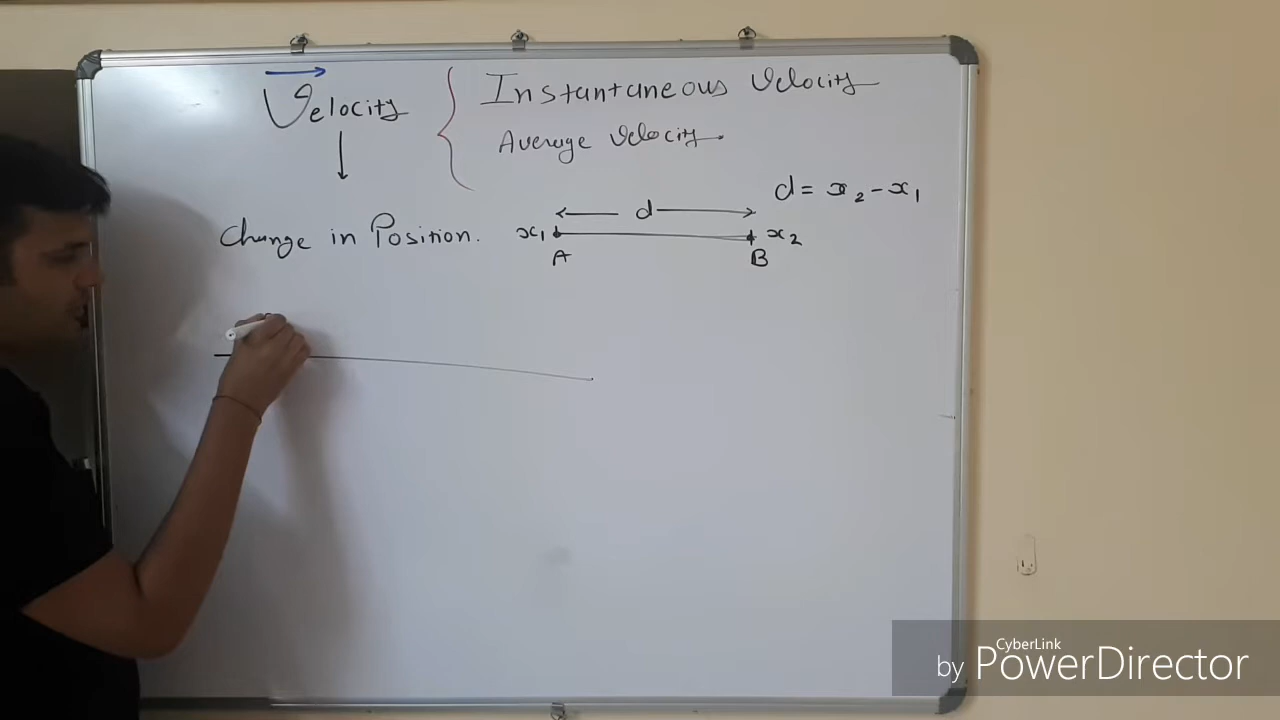 Velocity
Instantaneous Velocity
Average Velocity
d = x₂ - x₁
d
Change in Position.
x₁
x₂
A
B
CyberLink
by PowerDirector